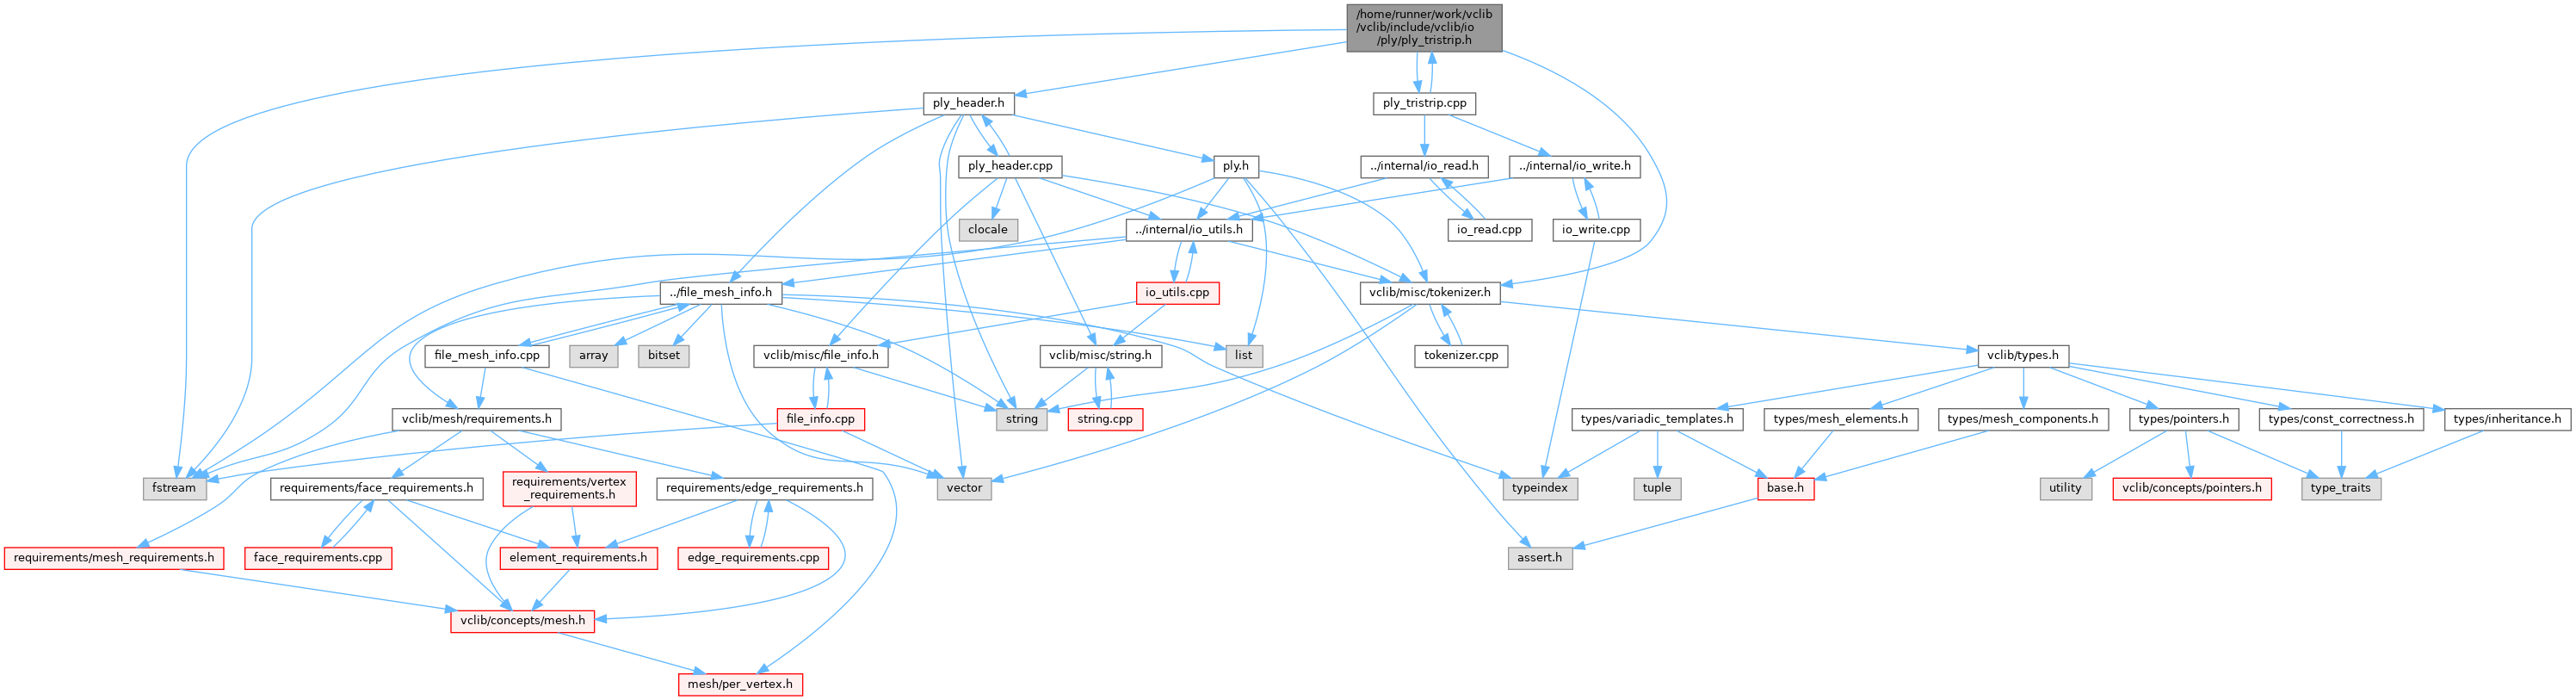 /home/runner/work/vclib
/vclib/include/vclib/io
/ply/ply_tristrip.h
ply_header.h
ply_tristrip.cpp
ply_header.cpp
ply.h
../internal/io_read.h
../internal/io_write.h
clocale
../internal/io_utils.h
io_read.cpp
io_write.cpp
../file_mesh_info.h
io_utils.cpp
vclib/misc/tokenizer.h
file_mesh_info.cpp
array
bitset
vclib/misc/file_info.h
vclib/misc/string.h
list
tokenizer.cpp
vclib/types.h
vclib/mesh/requirements.h
file_info.cpp
string
string.cpp
types/variadic_templates.h
types/mesh_elements.h
types/mesh_components.h
types/pointers.h
types/const_correctness.h
types/inheritance.h
fstream
requirements/face_requirements.h
requirements/vertex
_requirements.h
requirements/edge_requirements.h
vector
typeindex
tuple
base.h
utility
vclib/concepts/pointers.h
type_traits
requirements/mesh_requirements.h
face_requirements.cpp
element_requirements.h
edge_requirements.cpp
assert.h
vclib/concepts/mesh.h
mesh/per_vertex.h